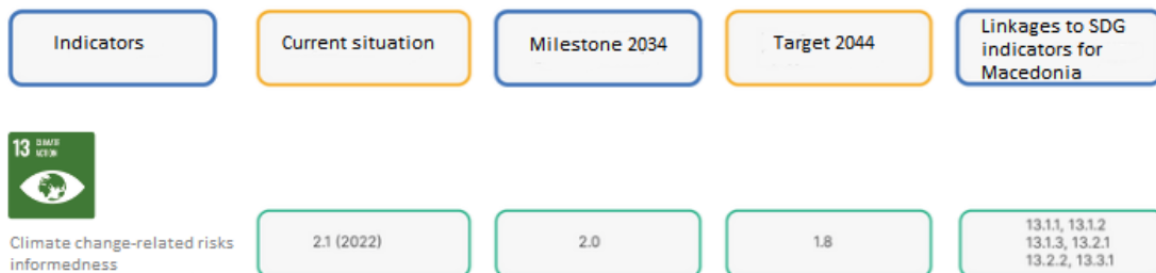 Indicators
Current situation
Milestone 2034
Target 2044
Linkages to SDG
indicators for
Macedonia
13 CLIMATE
ACTION
Climate change-related risks
informedness
2.1 (2022)
2.0
1.8
13.1.1, 13.1.2
13.1.3, 13.2.1
13.2.2, 13.3.1